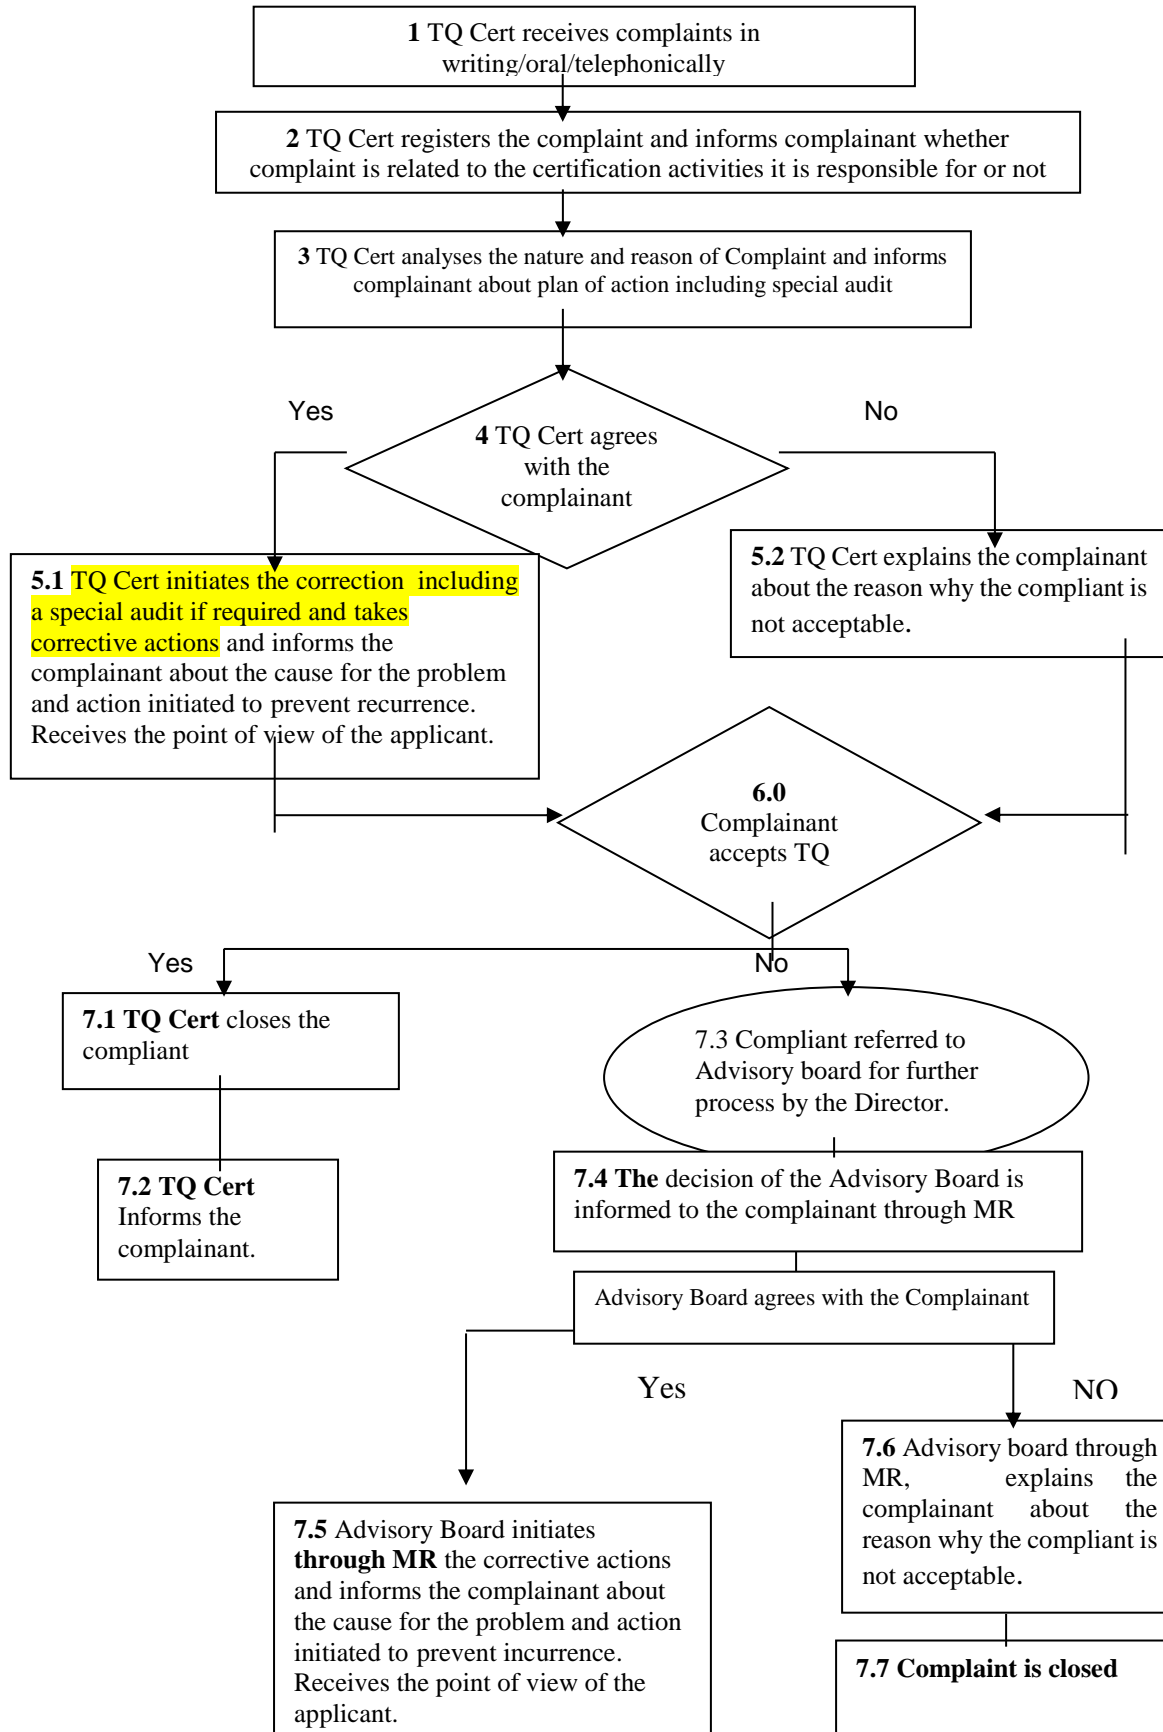 1 TQ Cert receives complaints in
writing/oral/telephonically
2 TQ Cert registers the complaint and informs complainant whether
complaint is related to the certification activities it is responsible for or not
3 TQ Cert analyses the nature and reason of Complaint and informs
complainant about plan of action including special audit
Yes
No
4 TQ Cert agrees
with the
complainant
5.1 TQ Cert initiates the correction including
a special audit if required and takes
corrective actions and informs the
complainant about the cause for the problem
and action initiated to prevent recurrence.
Receives the point of view of the applicant.
5.2 TQ Cert explains the complainant
about the reason why the compliant is
not acceptable.
6.0
Complainant
accepts TQ
Yes
No
7.1 TQ Cert closes the
compliant
7.3 Compliant referred to
Advisory board for further
process by the Director.
7.2 TQ Cert
Informs the
complainant.
7.4 The decision of the Advisory Board is
informed to the complainant through MR
Advisory Board agrees with the Complainant
Yes
NO
7.6 Advisory board through
MR, explains the
complainant about the
reason why the compliant is
not acceptable.
7.5 Advisory Board initiates
through MR the corrective actions
and informs the complainant about
the cause for the problem and action
initiated to prevent incurrence.
Receives the point of view of the
applicant.
7.7 Complaint is closed